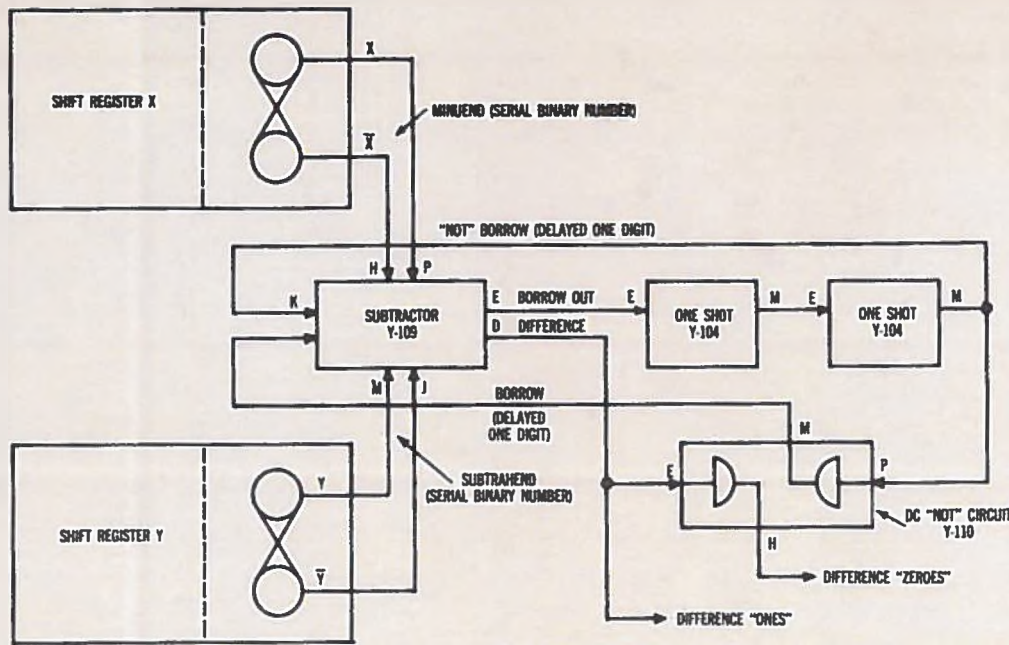 SHIFT REGISTER X
X
X̅
MINUEND (SERIAL BINARY NUMBER)
"NOT" BORROW (DELAYED ONE DIGIT)
H
P
K
SUBTRACTOR
Y-109
E
BORROW OUT
E
ONE SHOT
Y-104
M
E
ONE SHOT
Y-104
M
D
DIFFERENCE
M
J
BORROW
(DELAYED
ONE DIGIT)
M
SUBTRAHEND
(SERIAL BINARY NUMBER)
E
P
DC "NOT" CIRCUIT
Y-110
H
SHIFT REGISTER Y
Y
Y̅
DIFFERENCE "ZEROES"
DIFFERENCE "ONES"